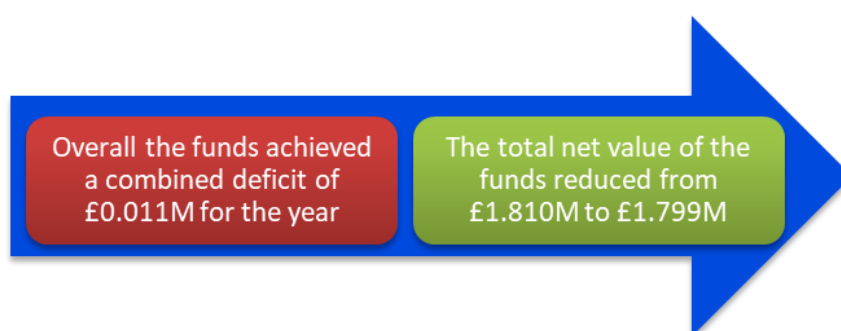 Overall the funds achieved
a combined deficit of
£0.011M for the year
The total net value of the
funds reduced from
£1.810M to £1.799M